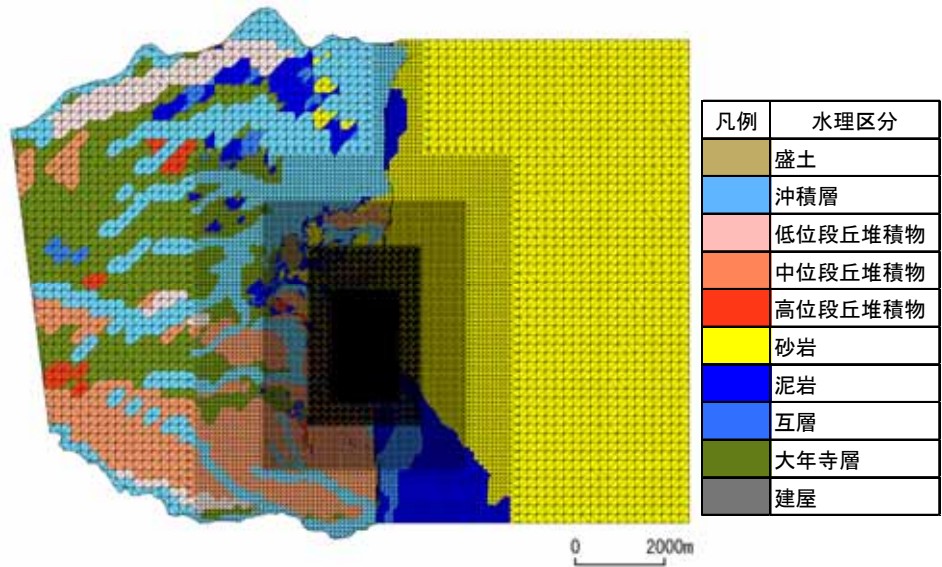 凡例 水理区分
盛土
沖積層
低位段丘堆積物
中位段丘堆積物
高位段丘堆積物
砂岩
泥岩
互層
大年寺層
建屋
0 2000m